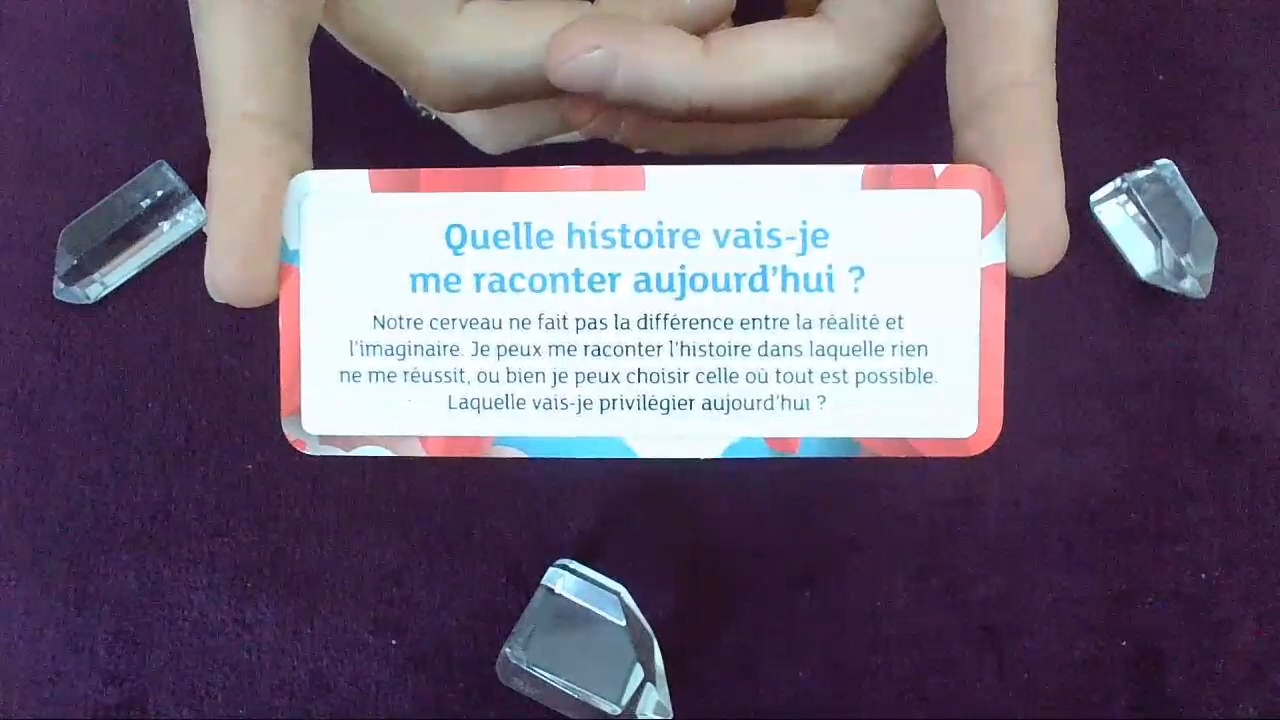 Quelle histoire vais-je
me raconter aujourd'hui ?
Notre cerveau ne fait pas la différence entre la réalité et
l'imaginaire. Je peux me raconter l'histoire dans laquelle rien
ne me réussit, ou bien je peux choisir celle où tout est possible.
Laquelle vais-je privilégier aujourd'hui ?